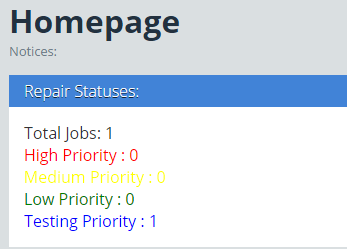 Homepage
Notices:
Repair Statuses:
Total Jobs: 1
High Priority : 0
Medium Priority : 0
Low Priority : 0
Testing Priority : 1